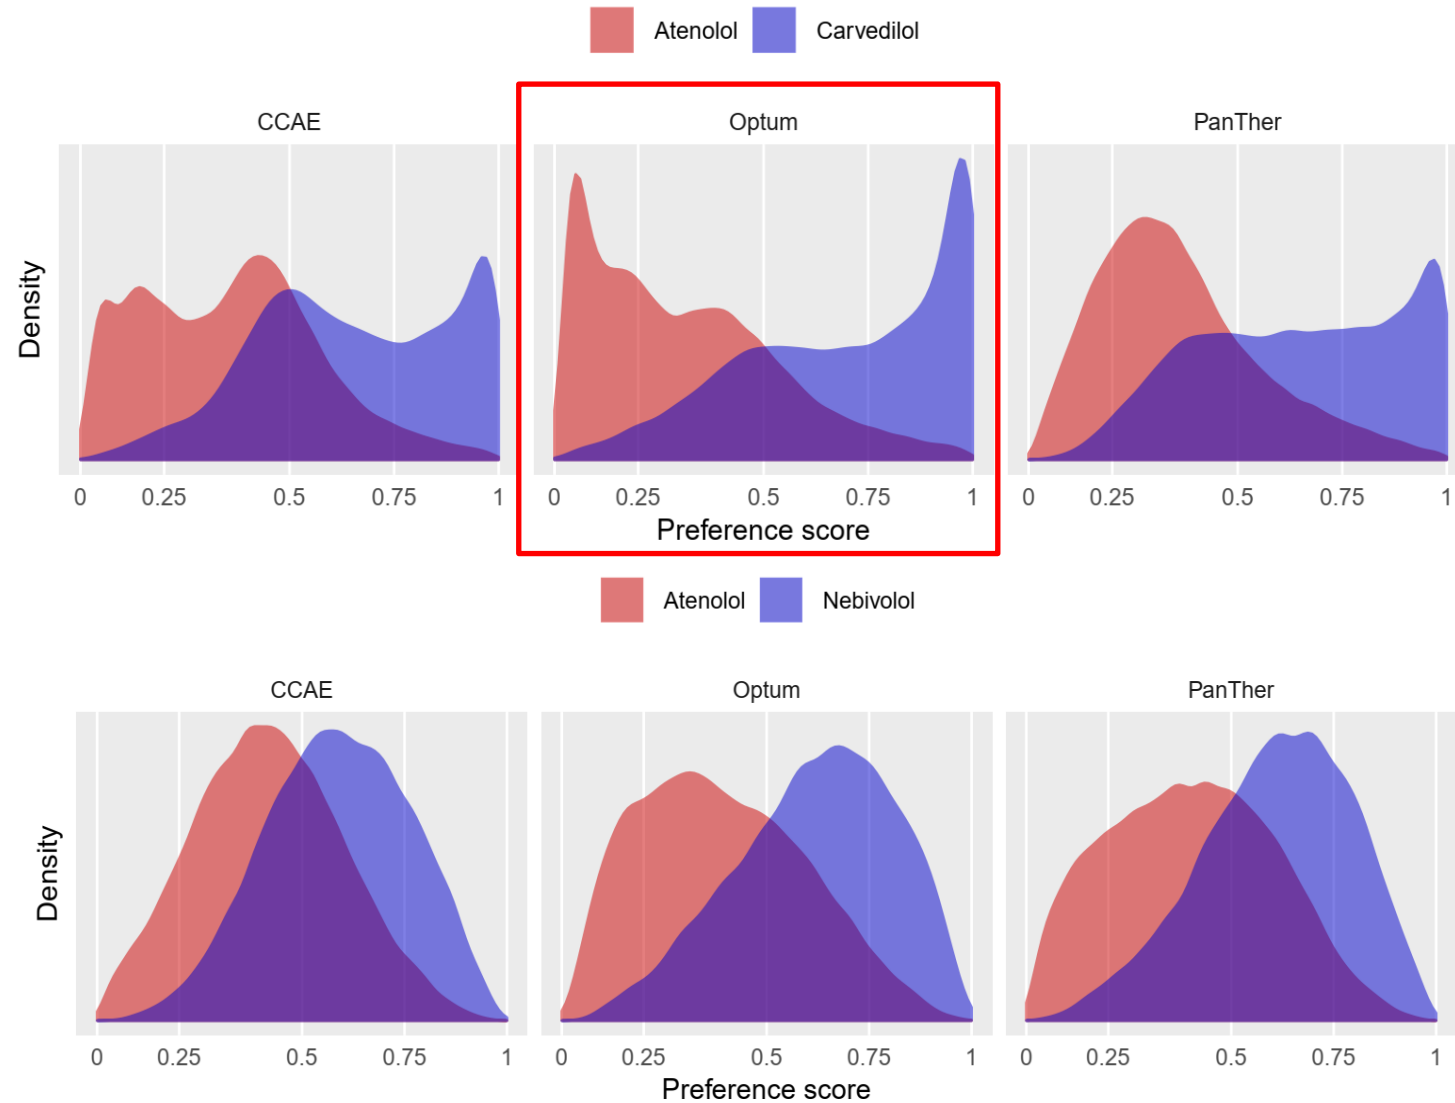 Atenolol Carvedilol
CCAE Optum PanTher
Density
0 0.25 0.5 0.75 1 0 0.25 0.5 0.75 1 0 0.25 0.5 0.75 1
Preference score
Atenolol Nebivolol
CCAE Optum PanTher
Density
0 0.25 0.5 0.75 1 0 0.25 0.5 0.75 1 0 0.25 0.5 0.75 1
Preference score